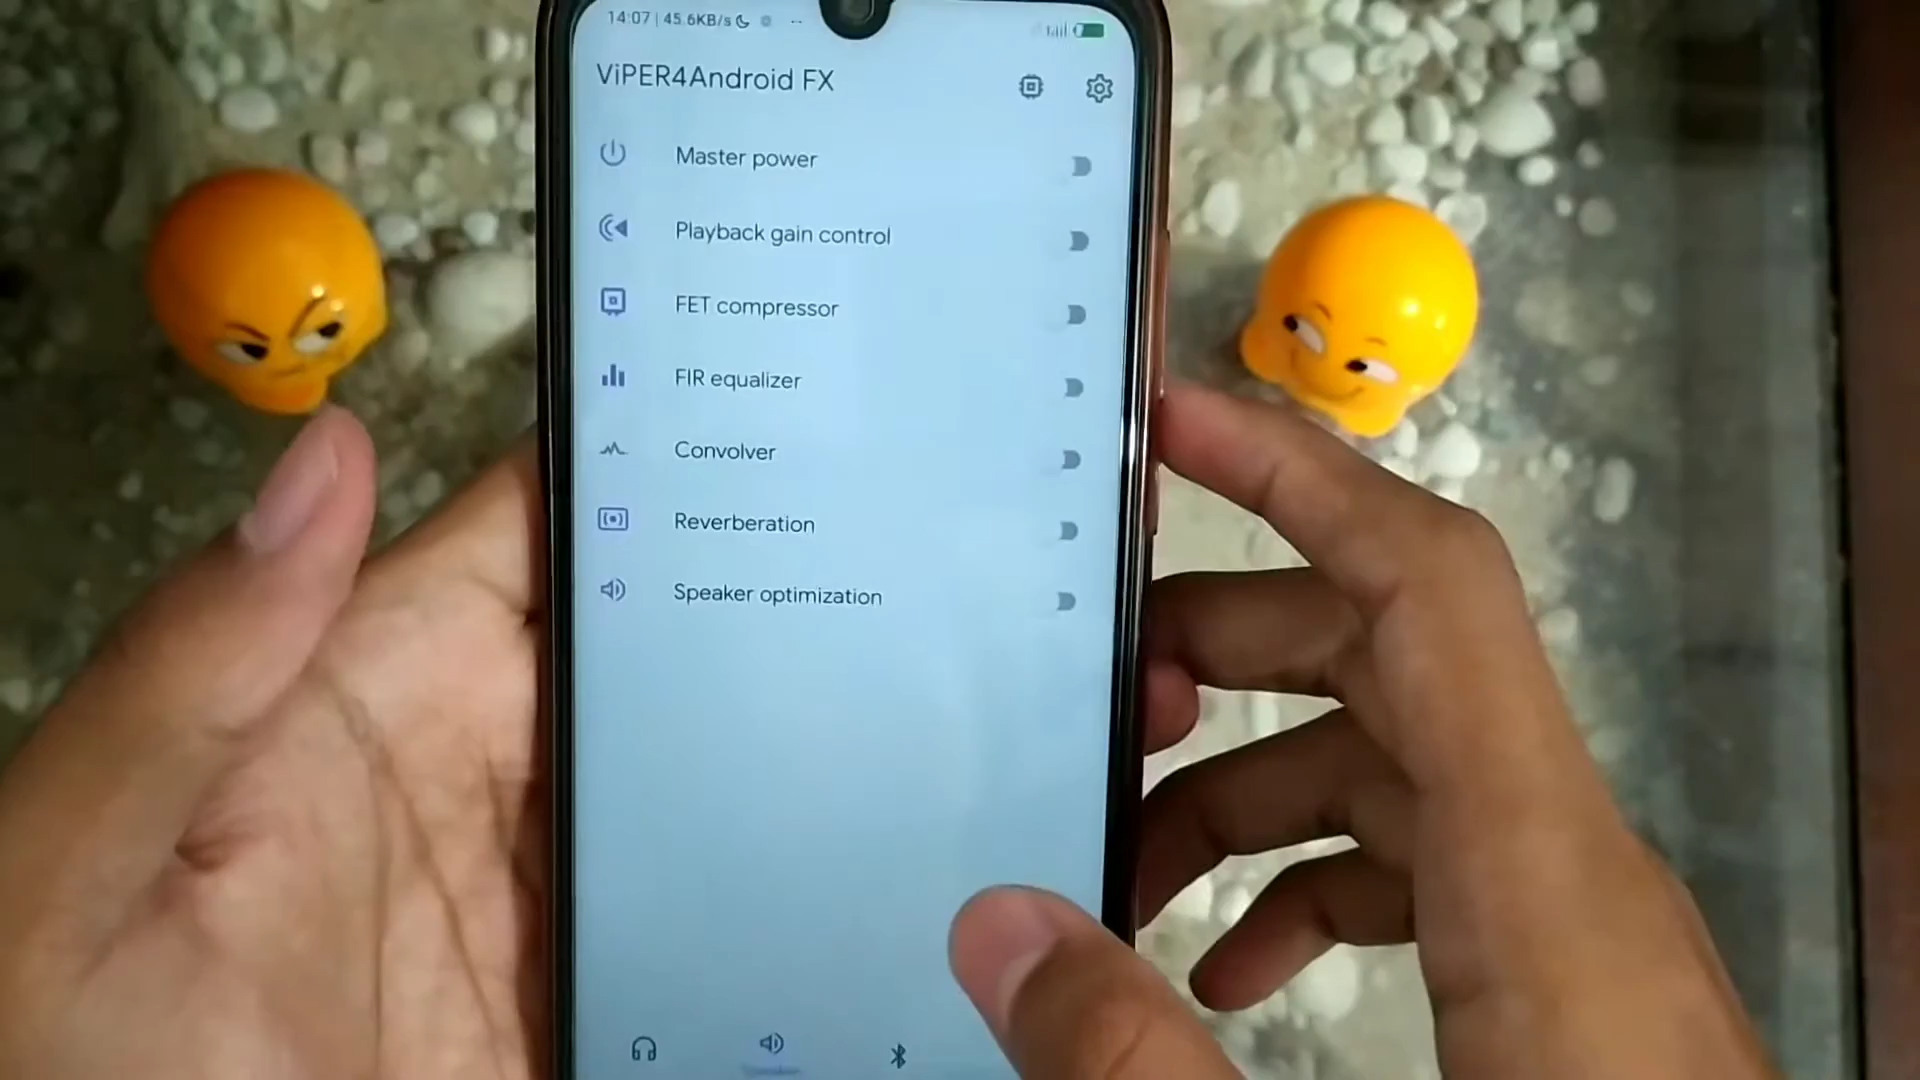 14:07 | 45.6KB/s
ViPER4Android FX
Master power
Playback gain control
FET compressor
FIR equalizer
Convolver
Reverberation
Speaker optimization